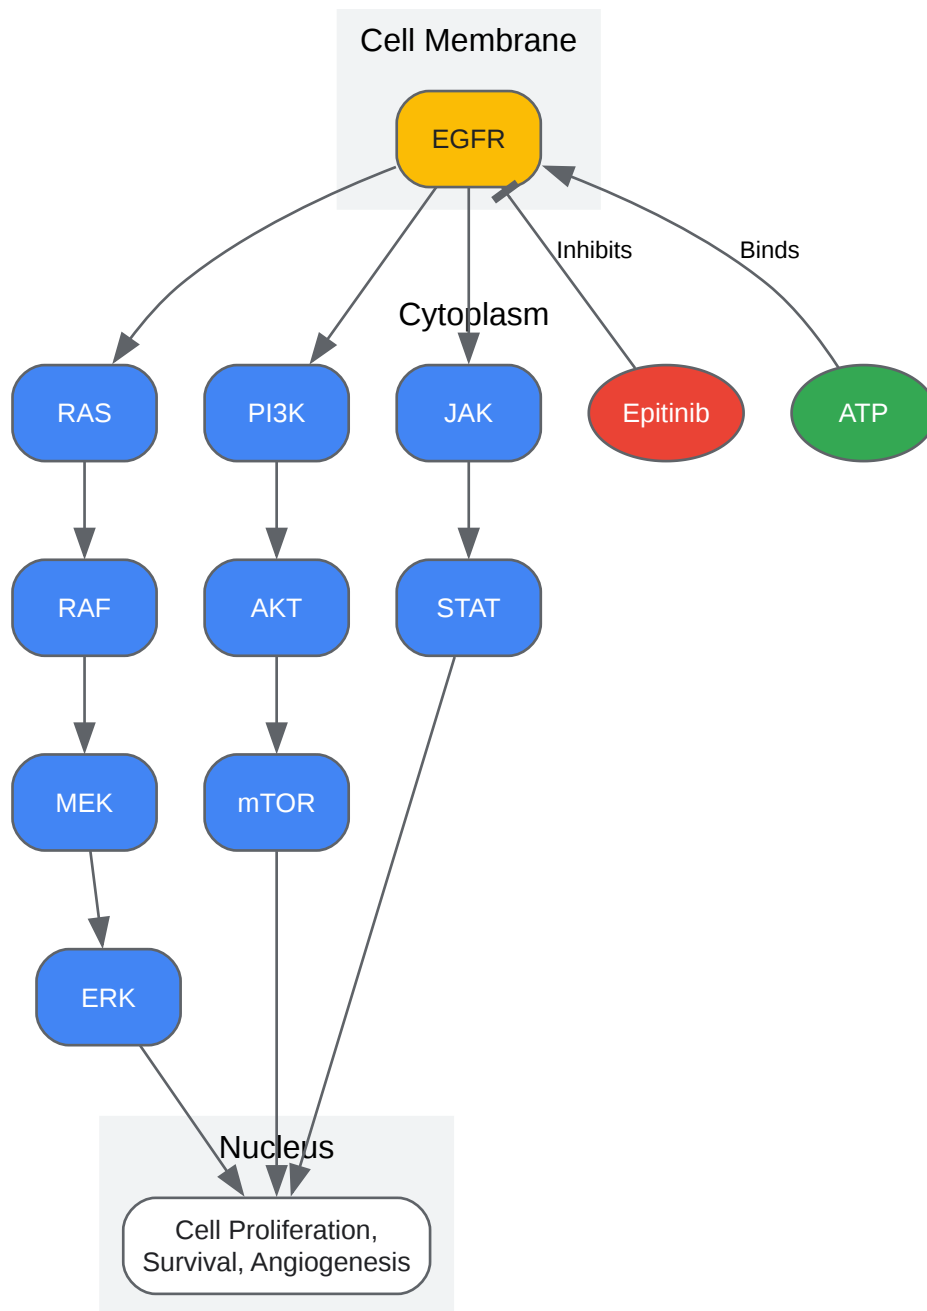 Cell Membrane
EGFR
Inhibits
Binds
Cytoplasm
RAS
PI3K
JAK
Epitinib
ATP
RAF
AKT
STAT
MEK
mTOR
ERK
Nucleus
Cell Proliferation,
Survival, Angiogenesis